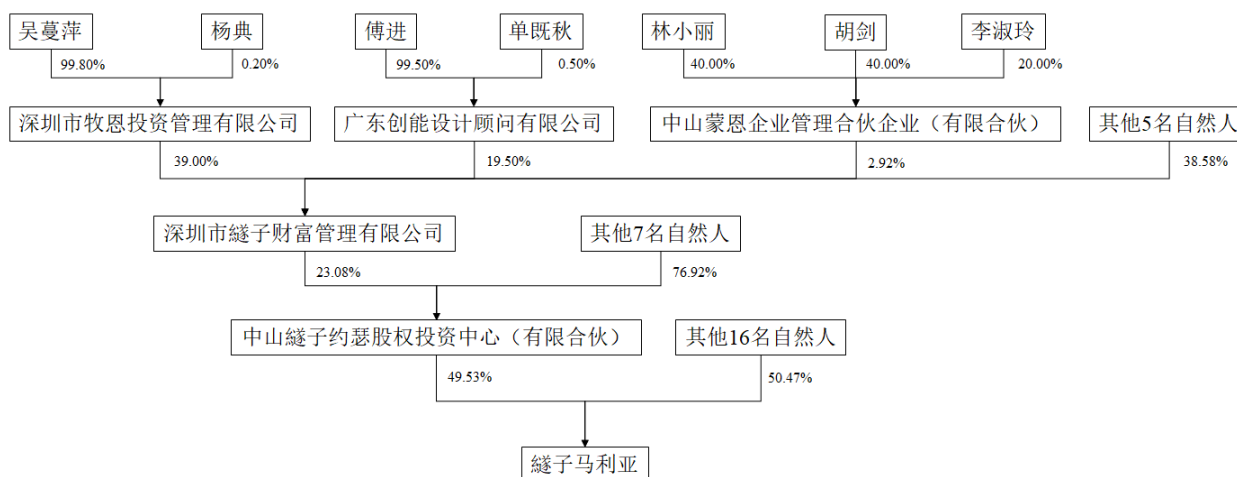 吴蔓萍 杨典 傅进 单既秋 林小丽 胡剑 李淑玲
99.80% 0.20% 99.50% 0.50% 40.00% 40.00% 20.00%
深圳市牧恩投资管理有限公司 广东创能设计顾问有限公司 中山蒙恩企业管理合伙企业（有限合伙） 其他5名自然人
39.00% 19.50% 2.92% 38.58%
深圳市繸子财富管理有限公司 其他7名自然人
23.08% 76.92%
中山繸子约瑟股权投资中心（有限合伙） 其他16名自然人
49.53% 50.47%
繸子马利亚